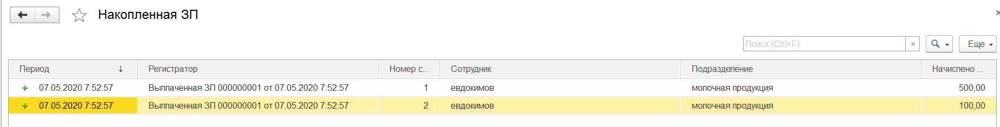 Накопленная ЗП
Поиск (Ctrl+F)
× Еще
Период ↓ Регистратор Номер с... Сотрудник Подразделение Начислено ...
07.05.2020 7:52:57 Выплаченная ЗП 000000001 от 07.05.2020 7:52:57 1 евдокимов молочная продукция 500,00
07.05.2020 7:52:57 Выплаченная ЗП 000000001 от 07.05.2020 7:52:57 2 евдокимов молочная продукция 100,00